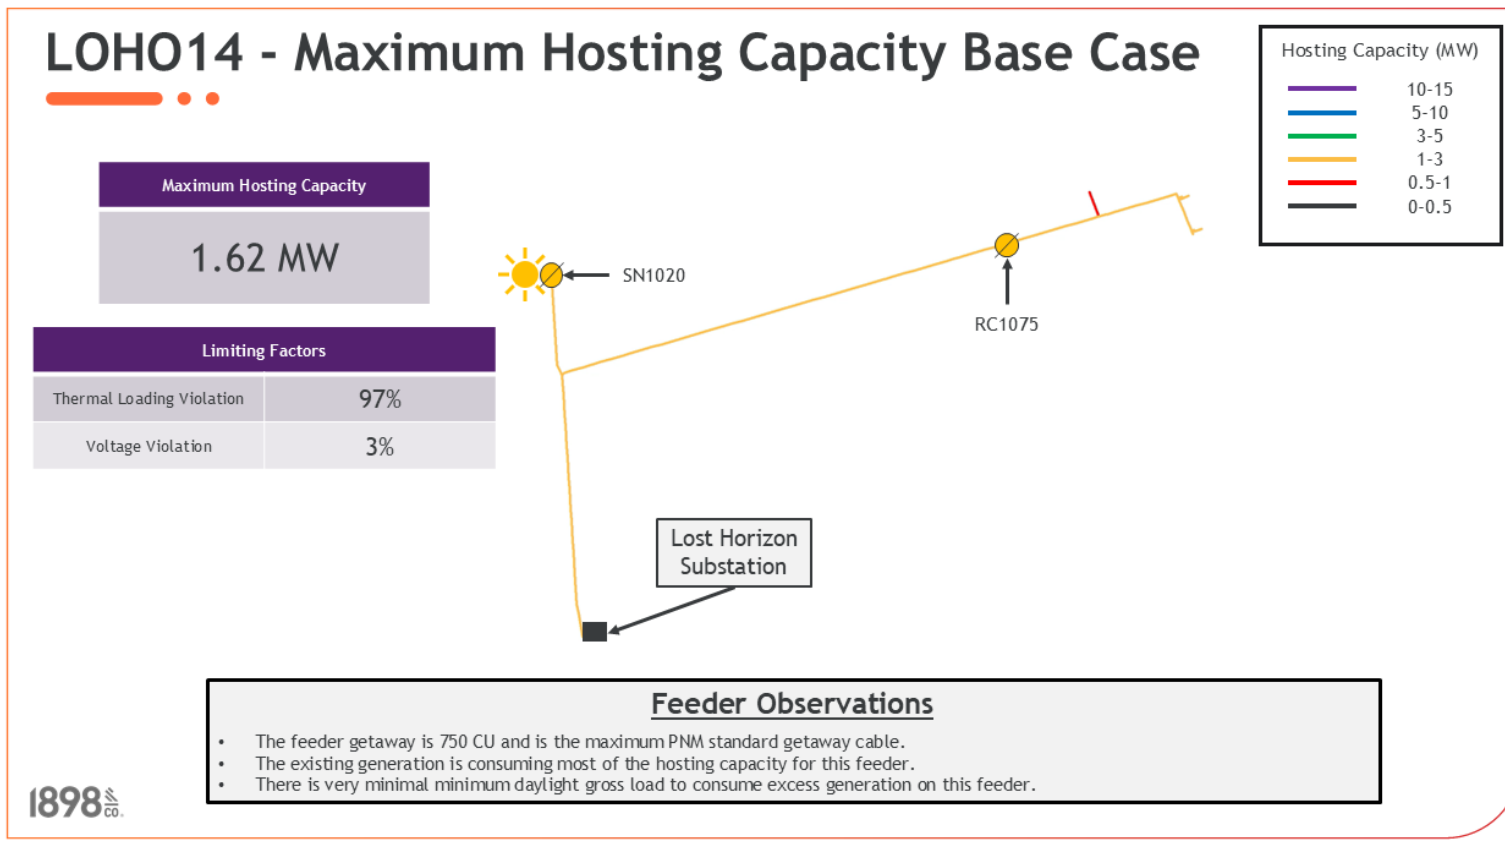 LOHO14 - Maximum Hosting Capacity Base Case
Hosting Capacity (MW)
10-15
5-10
3-5
1-3
0.5-1
0-0.5
Maximum Hosting Capacity
1.62 MW
Limiting Factors
Thermal Loading Violation 97%
Voltage Violation 3%
SN1020
RC1075
Lost Horizon
Substation
Feeder Observations
• The feeder getaway is 750 CU and is the maximum PNM standard getaway cable.
• The existing generation is consuming most of the hosting capacity for this feeder.
• There is very minimal minimum daylight gross load to consume excess generation on this feeder.
1898 & CO.